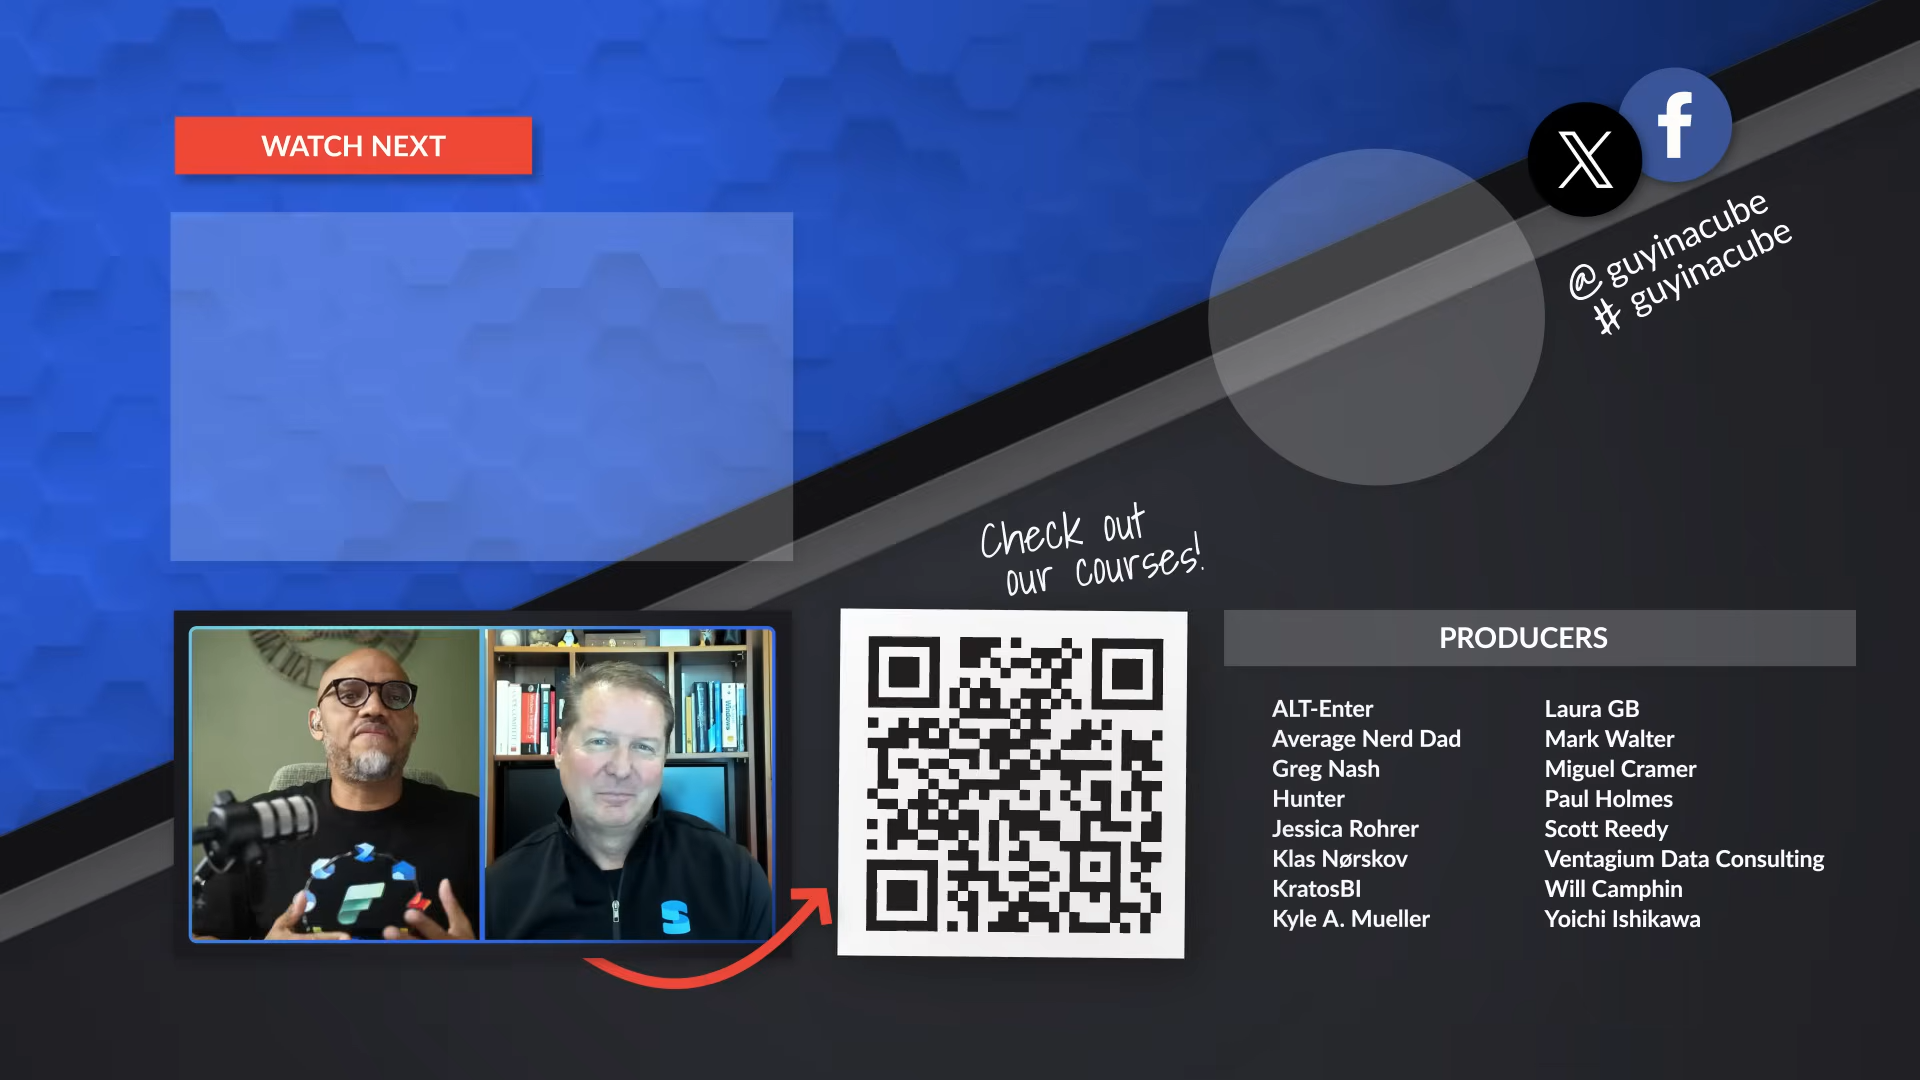 WATCH NEXT
@guyinacube
# guyinacube
Check out
our courses!
PRODUCERS
ALT-Enter
Average Nerd Dad
Greg Nash
Hunter
Jessica Rohrer
Klas Nørskov
KratosBI
Kyle A. Mueller
Laura GB
Mark Walter
Miguel Cramer
Paul Holmes
Scott Reedy
Ventagium Data Consulting
Will Camphin
Yoichi Ishikawa